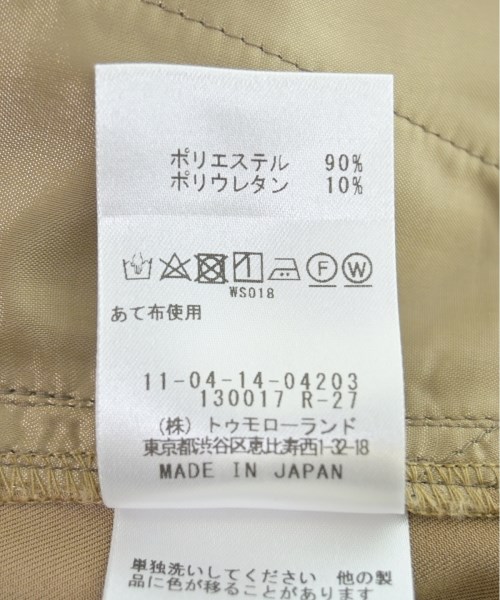 ポリエステル 90%
ポリウレタン 10%
F W
WS018
あて布使用
11-04-14-04203
130017 R-27
(株) トゥモローランド
東京都渋谷区恵比寿西1-32-18
MADE IN JAPAN
単独洗いしてください 他の製
品に色が移ることがあります